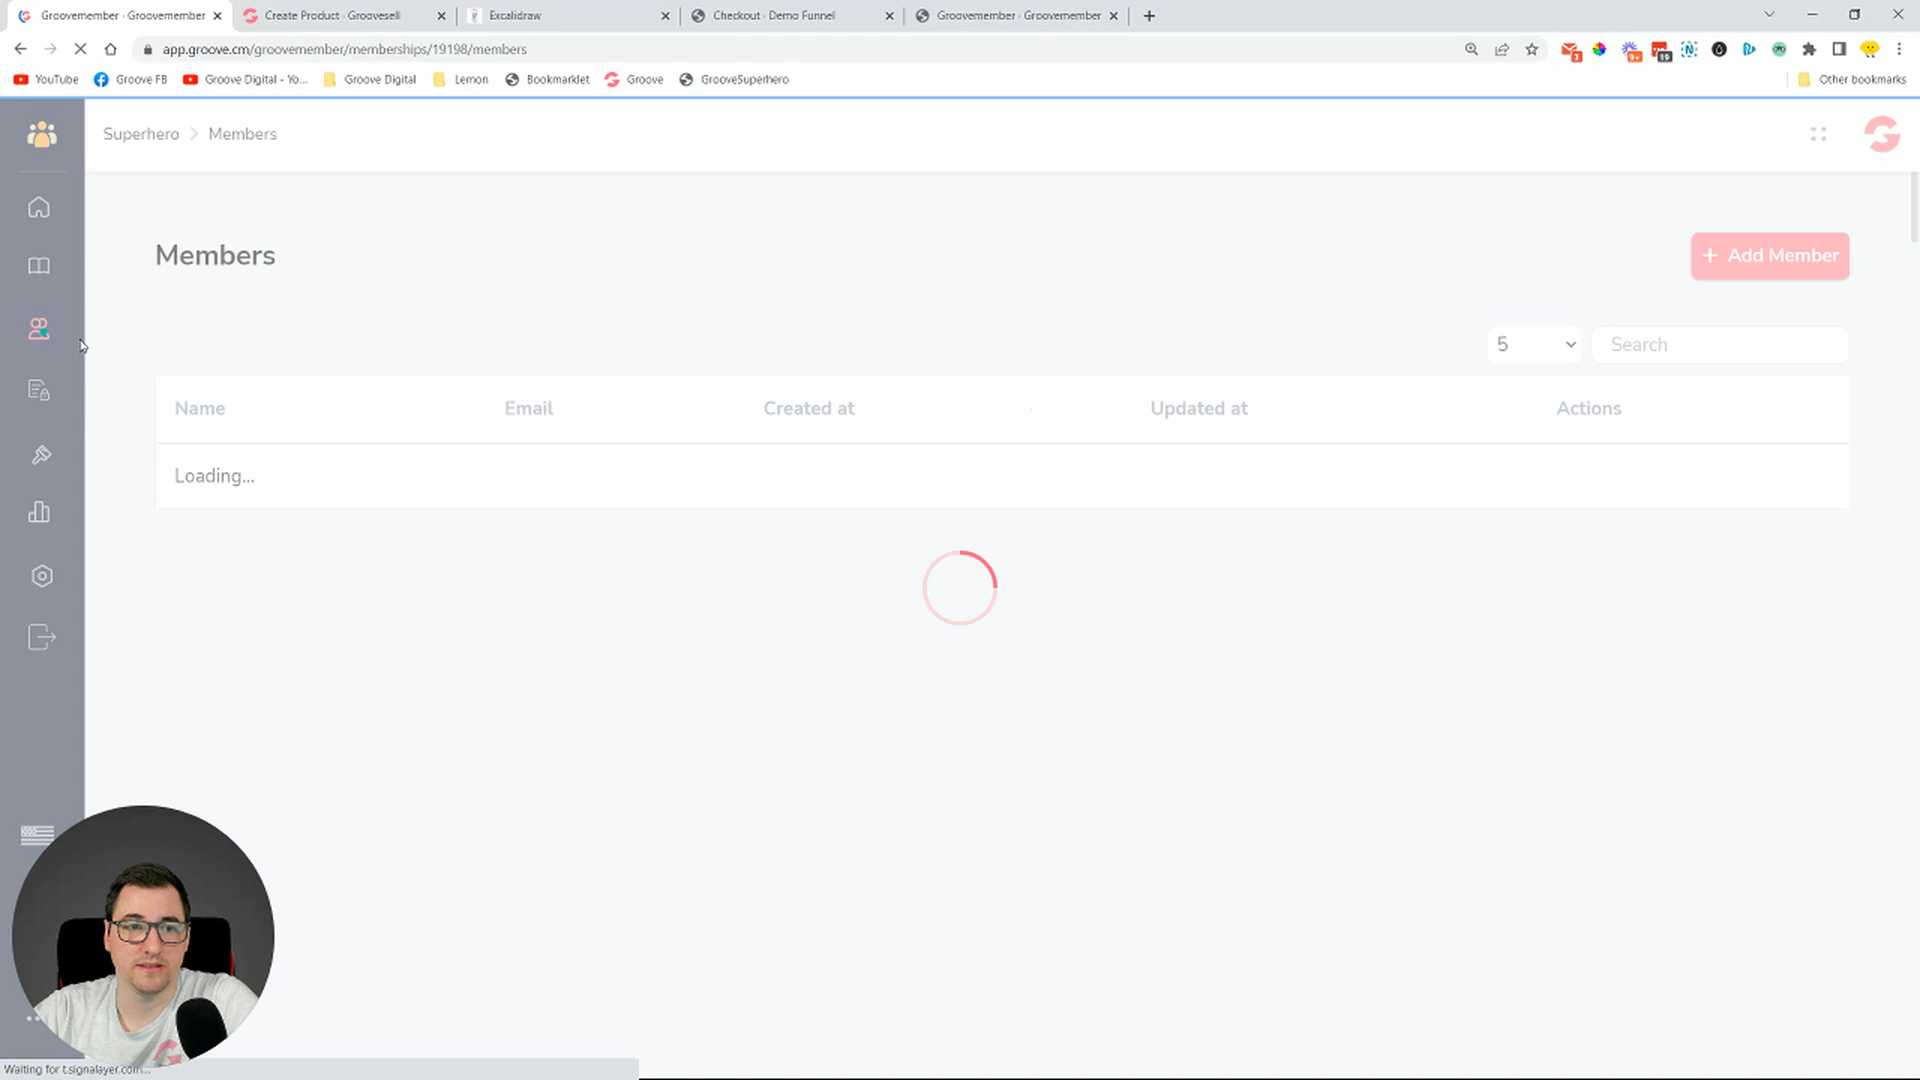 Groovemember - Groovemember
Create Product - Groovesell
Excalidraw
Checkout - Demo Funnel
Groovemember - Groovemember
app.groove.cm/groovemember/memberships/19198/members
YouTube
Groove FB
Groove Digital - Yo...
Groove Digital
Lemon
Bookmarklet
Groove
GrooveSuperhero
Other bookmarks
Superhero
Members
Members
+ Add Member
5
Search
Name
Email
Created at
Updated at
Actions
Loading...
Waiting for t.signalayer.com...